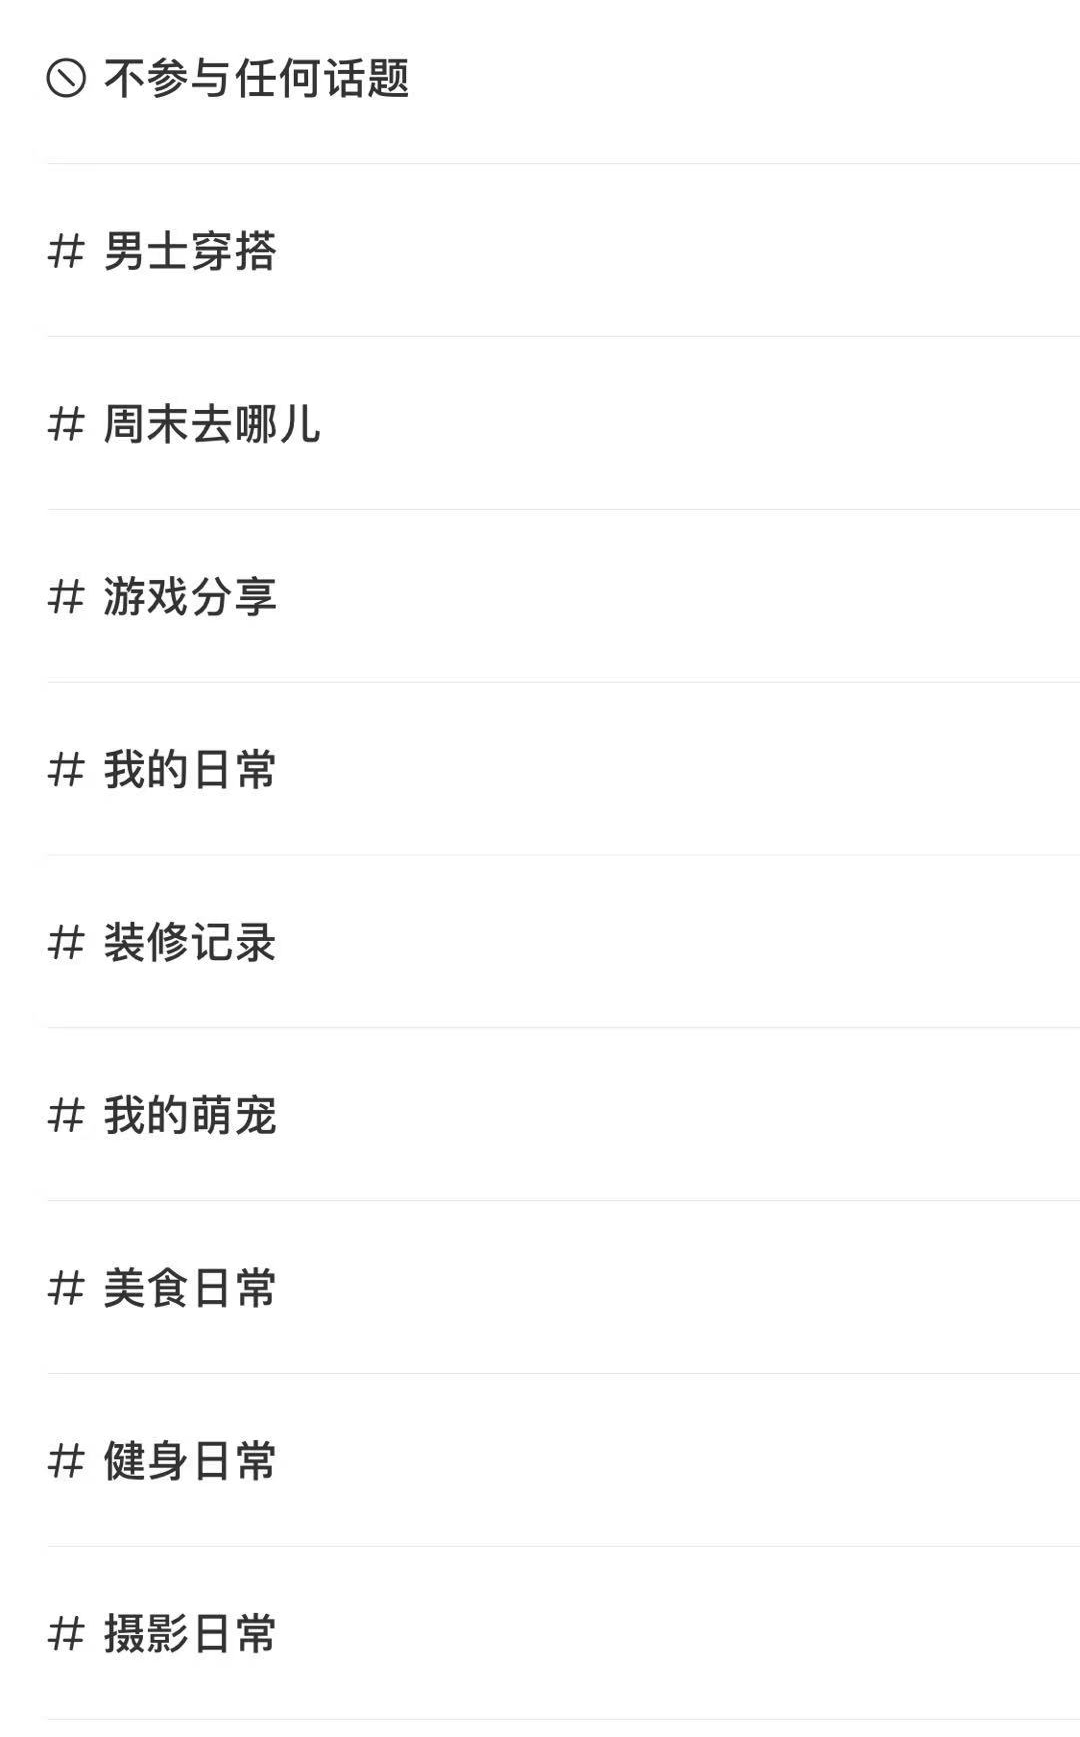 不参与任何话题
# 男士穿搭
# 周末去哪儿
# 游戏分享
# 我的日常
# 装修记录
# 我的萌宠
# 美食日常
# 健身日常
# 摄影日常